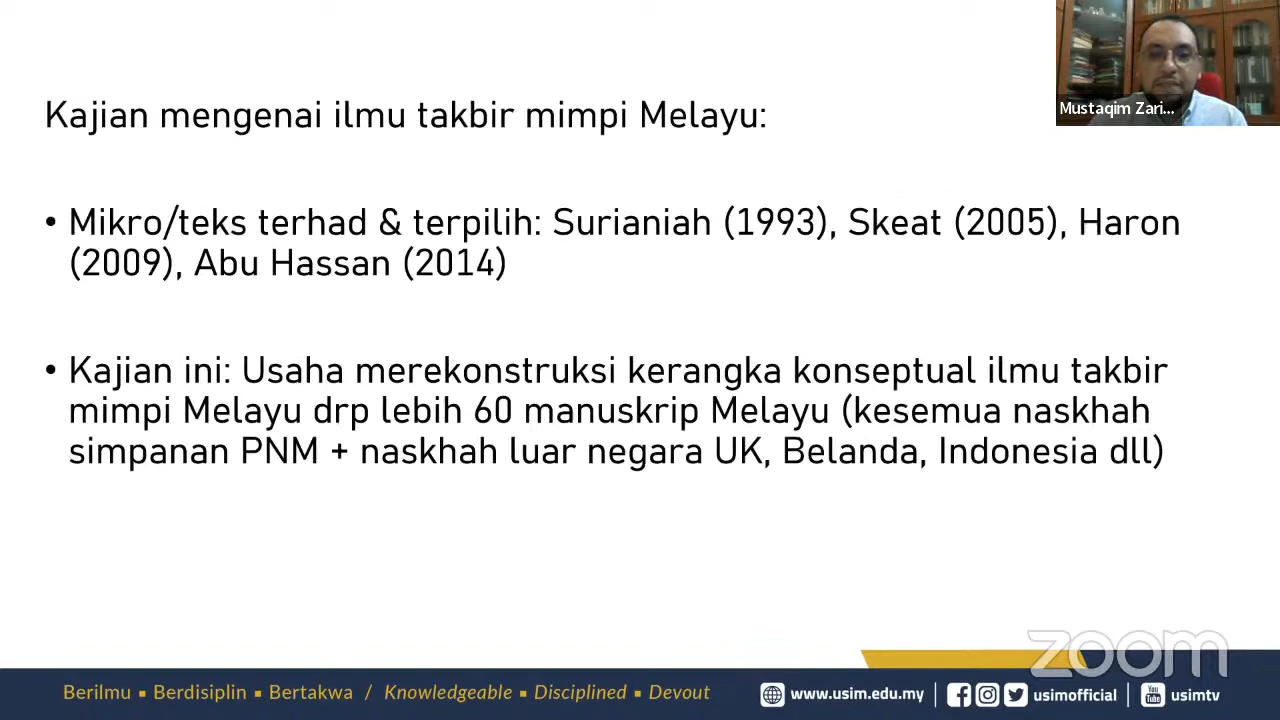 Mustaqim Zari...
Kajian mengenai ilmu takbir mimpi Melayu:
• Mikro/teks terhad & terpilih: Surianiah (1993), Skeat (2005), Haron
(2009), Abu Hassan (2014)
• Kajian ini: Usaha merekonstruksi kerangka konseptual ilmu takbir
mimpi Melayu drp lebih 60 manuskrip Melayu (kesemua naskhah
simpanan PNM + naskhah luar negara UK, Belanda, Indonesia dll)
zoom
Berilmu ▪ Berdisiplin ▪ Bertakwa / Knowledgeable ▪ Disciplined ▪ Devout
www.usim.edu.my | usimofficial | You Tube usimtv